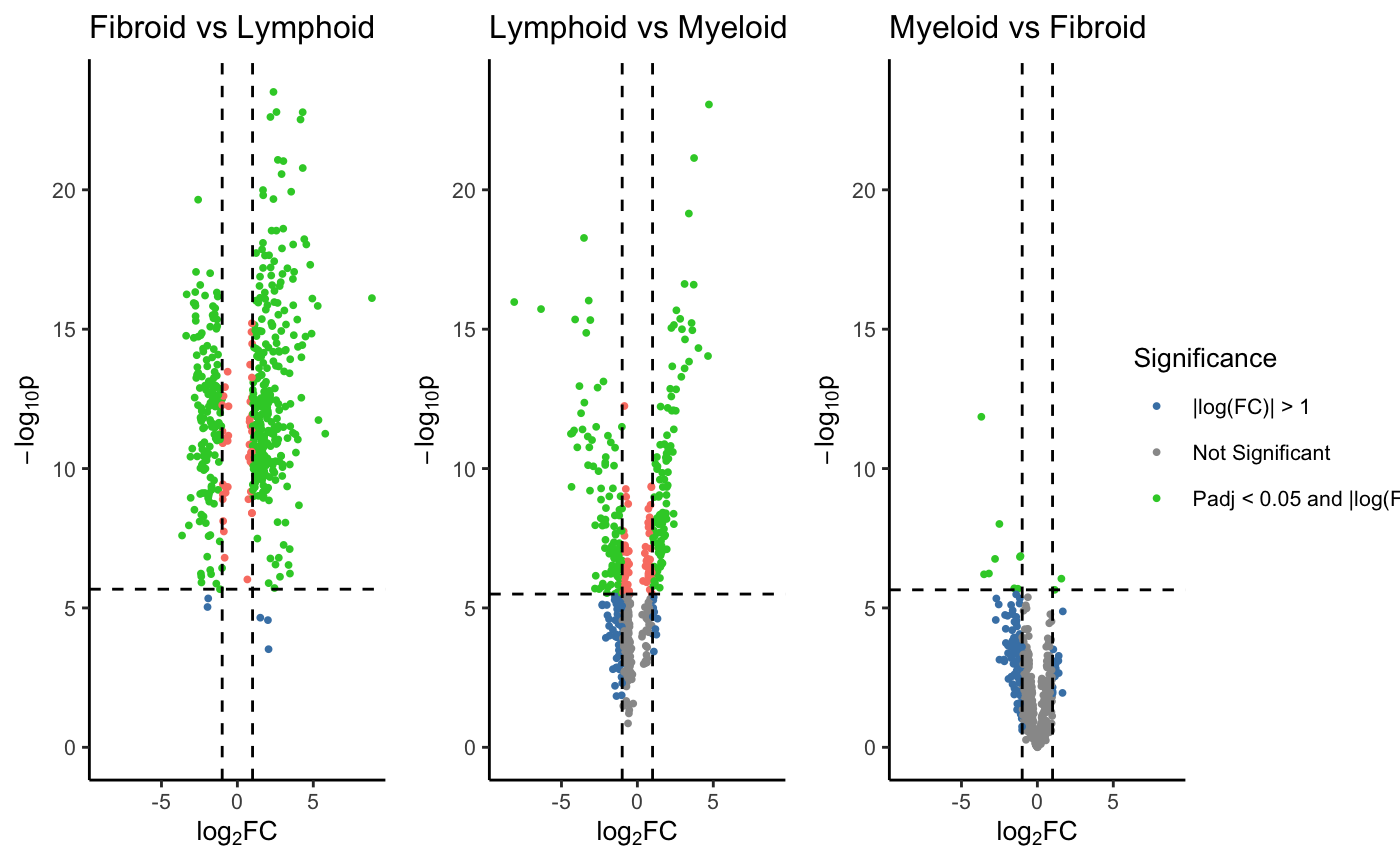 Fibroid vs Lymphoid
−log₁₀p
20
15
10
5
0
-5 0 5
log₂FC
Lymphoid vs Myeloid
−log₁₀p
20
15
10
5
0
-5 0 5
log₂FC
Myeloid vs Fibroid
−log₁₀p
20
15
10
5
0
-5 0 5
log₂FC
Significance
|log(FC)| > 1
Not Significant
Padj < 0.05 and |log(F